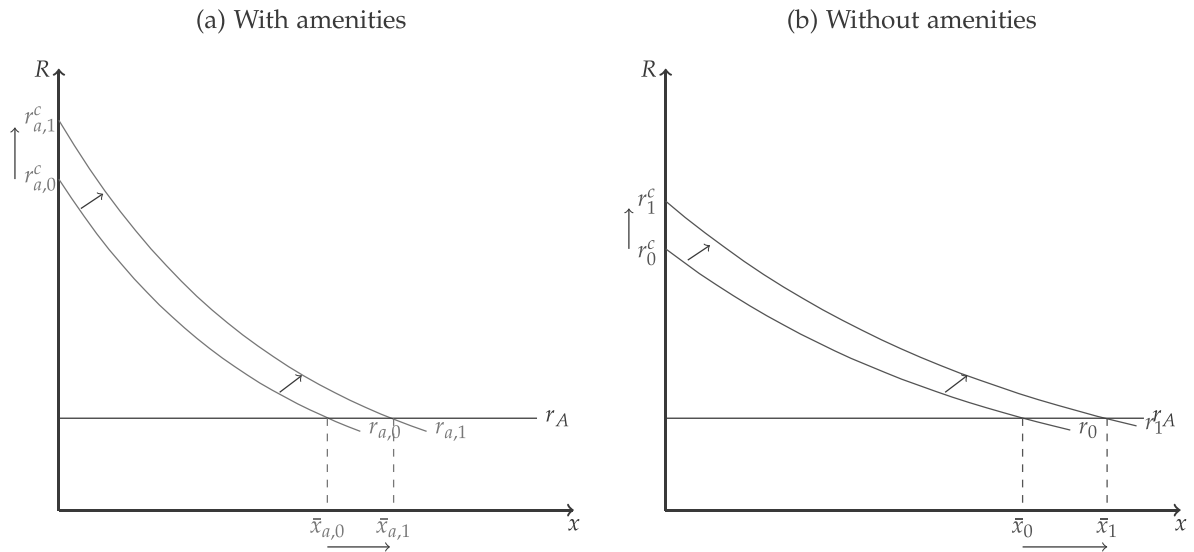 (a) With amenities
R
r^c_{a,1}
r^c_{a,0}
r_A
r_{a,0}
r_{a,1}
x̄_{a,0}
x̄_{a,1}
x
(b) Without amenities
R
r^c_1
r^c_0
r_A
r_0
r_1
x̄_0
x̄_1
x